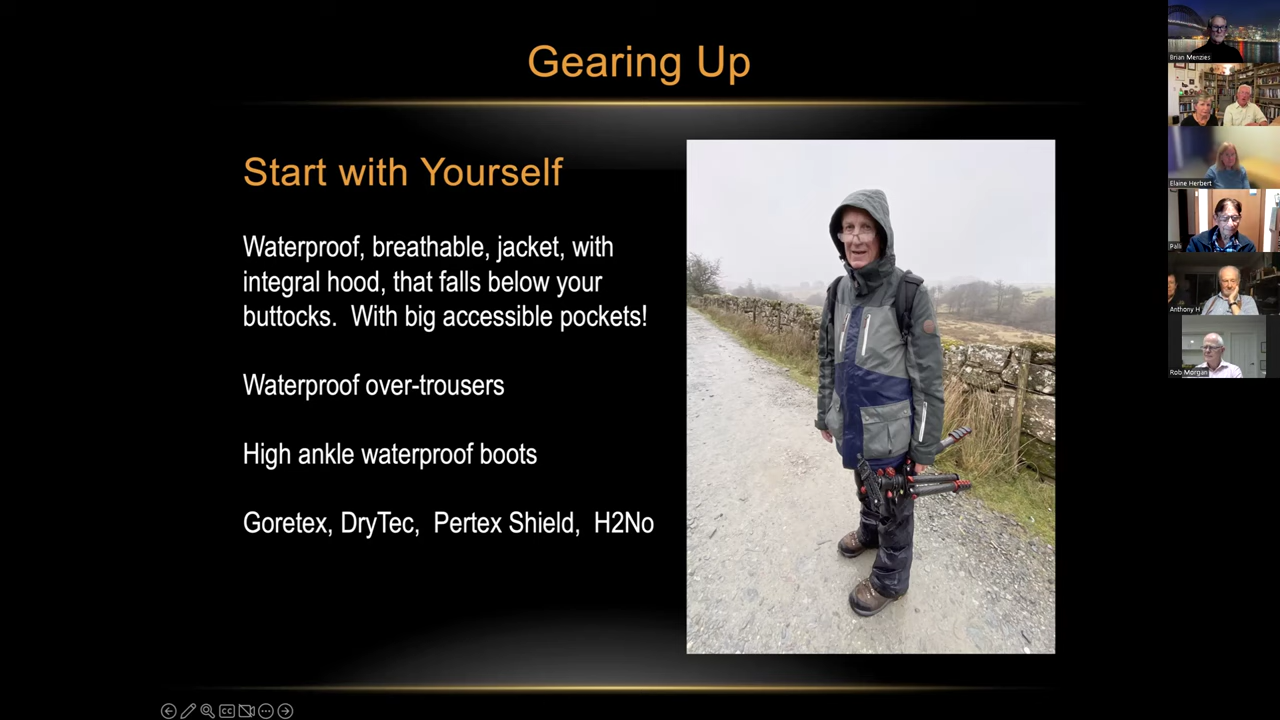 Gearing Up
Start with Yourself
Waterproof, breathable, jacket, with
integral hood, that falls below your
buttocks.  With big accessible pockets!
Waterproof over-trousers
High ankle waterproof boots
Goretex, DryTec,  Pertex Shield,  H2No
Brian Menzies
Elaine Herbert
Palli
Anthony H
Rob Morgan
CC